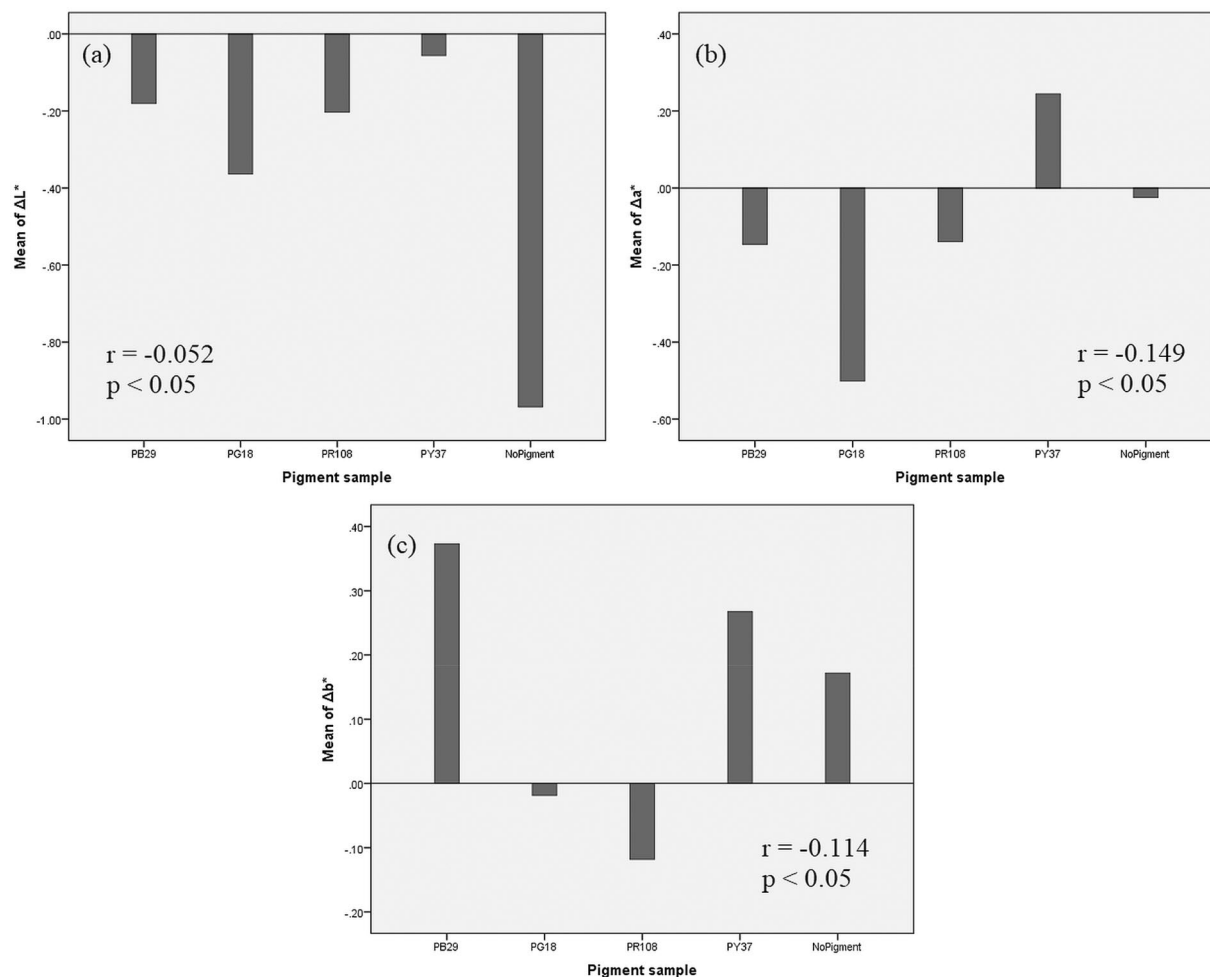 (a)
Mean of ΔL*
.00
-.20
-.40
-.60
-.80
-1.00
r = -0.052
p < 0.05
PB29 PG18 PR108 PY37 NoPigment
Pigment sample
(b)
Mean of Δa*
.40
.20
.00
-.20
-.40
-.60
r = -0.149
p < 0.05
PB29 PG18 PR108 PY37 NoPigment
Pigment sample
(c)
Mean of Δb*
.40
.30
.20
.10
.00
-.10
-.20
r = -0.114
p < 0.05
PB29 PG18 PR108 PY37 NoPigment
Pigment sample